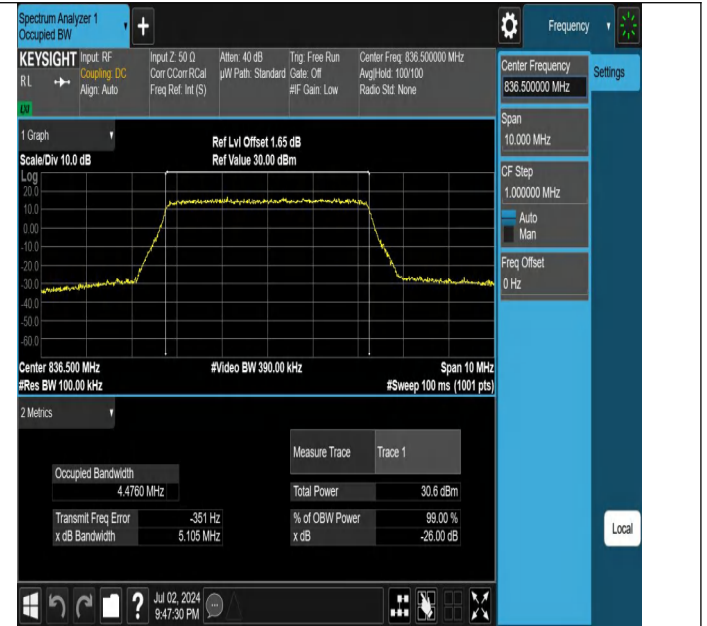 Spectrum Analyzer 1
Occupied BW
+
Frequency
KEYSIGHT
RL
LXI
Input: RF
Coupling: DC
Align: Auto
Input Z: 50 Ω
Corr CCorr RCal
Freq Ref: Int (S)
Atten: 40 dB
µW Path: Standard
Trig: Free Run
Gate: Off
#IF Gain: Low
Center Freq: 836.500000 MHz
Avg|Hold: 100/100
Radio Std: None
Center Frequency
836.500000 MHz
Settings
Span
10.000 MHz
CF Step
1.000000 MHz
Auto
Man
Freq Offset
0 Hz
1 Graph
Scale/Div 10.0 dB
Ref Lvl Offset 1.65 dB
Ref Value 30.00 dBm
Log
20.0
10.0
0.00
-10.0
-20.0
-30.0
-40.0
-50.0
-60.0
Center 836.500 MHz
#Video BW 390.00 kHz
Span 10 MHz
#Res BW 100.00 kHz
#Sweep 100 ms (1001 pts)
2 Metrics
Measure Trace
Trace 1
Occupied Bandwidth
4.4760 MHz
Total Power
30.6 dBm
Transmit Freq Error
-351 Hz
% of OBW Power
99.00 %
x dB Bandwidth
5.105 MHz
x dB
-26.00 dB
Local
?
Jul 02, 2024
9:47:30 PM